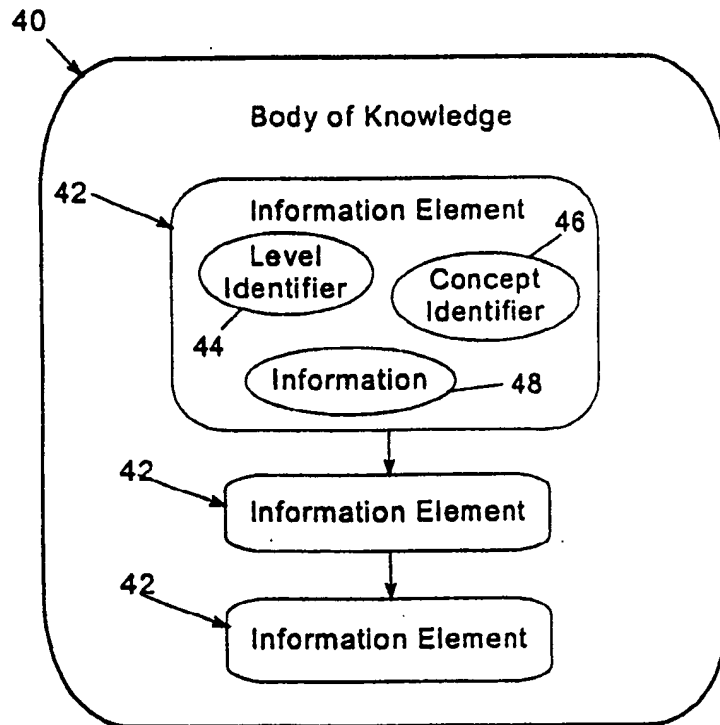 40
Body of Knowledge
42
Information Element
46
Level
Identifier
Concept
Identifier
44
Information
48
42
Information Element
42
Information Element